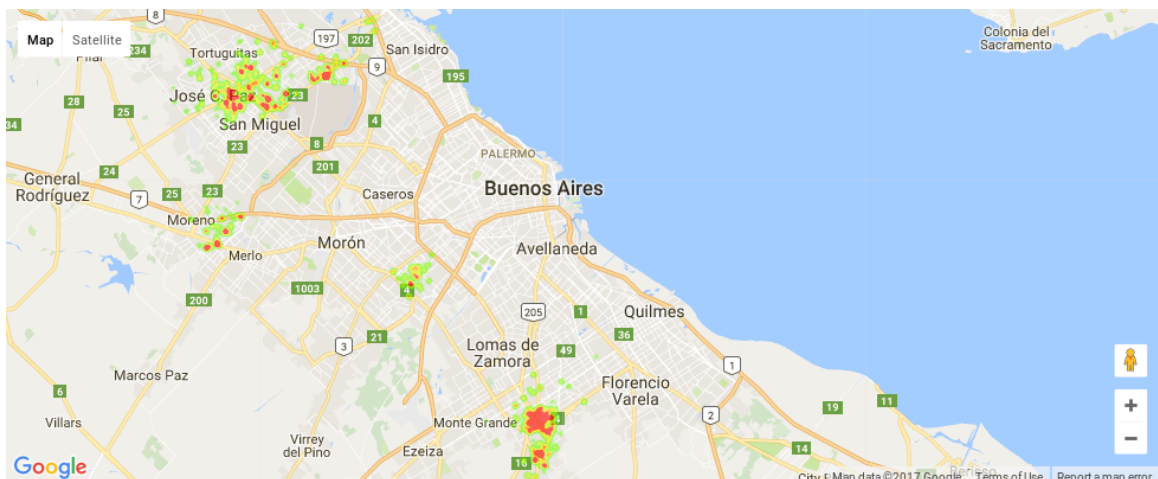 8
Colonia del
Sacramento
Map
Satellite
197
202
San Isidro
234
Pilar
Tortuguitas
9
195
28
José C. Paz
23
25
San Miguel
4
34
23
8
PALERMO
24
201
General
Rodríguez
25
23
Caseros
Buenos Aires
7
Moreno
Morón
Avellaneda
Merlo
200
1003
4
205
1
Quilmes
21
36
3
Lomas de
Zamora
49
1
Marcos Paz
Florencio
Varela
6
19
11
2
Villars
Monte Grande
Virrey
del Pino
Ezeiza
14
16
Google
Map data ©2017 Google
Terms of Use
Report a map error